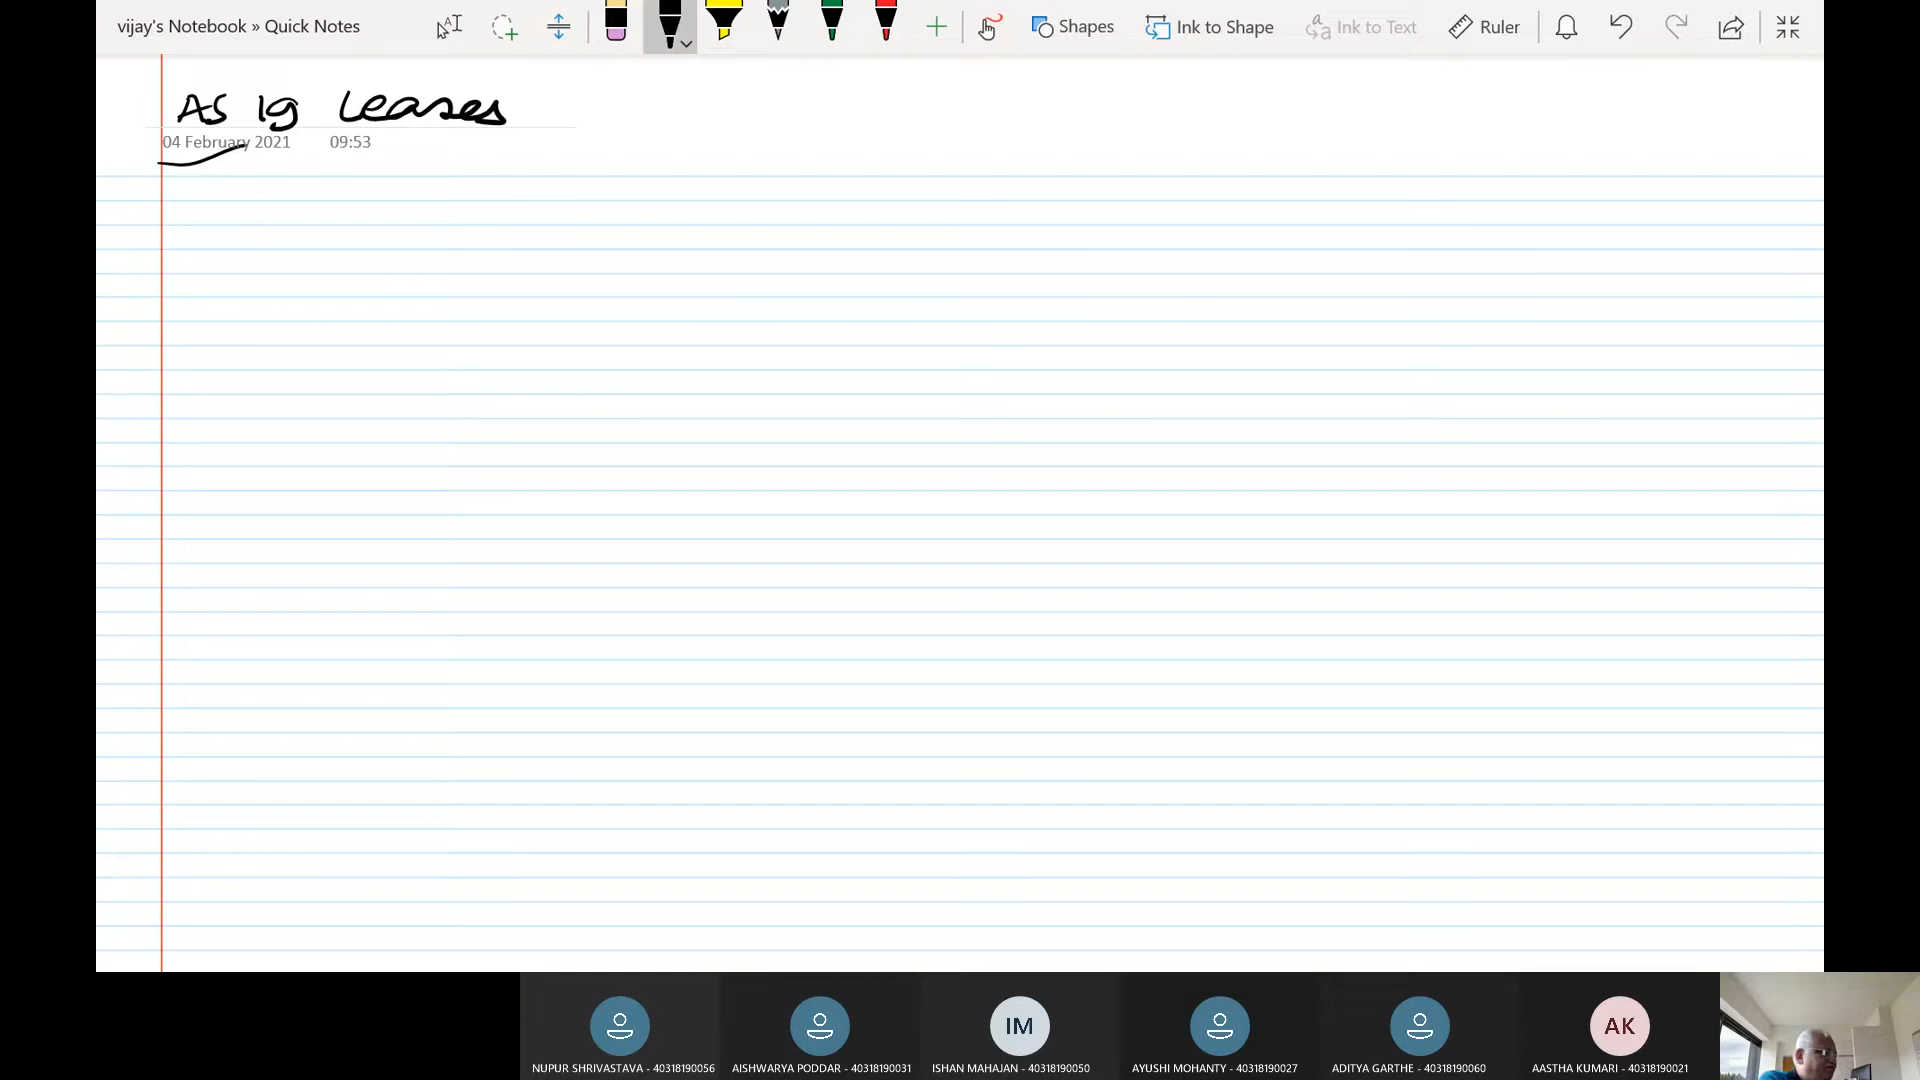 vijay's Notebook » Quick Notes Shapes Ink to Shape Ink to Text Ruler
As 19 Leases
04 February 2021 09:53
IM AK
NUPUR SHRIVASTAVA - 40318190056 AISHWARYA PODDAR - 40318190031 ISHAN MAHAJAN - 40318190050 AYUSHI MOHANTY - 40318190027 ADITYA GARTHE - 40318190060 AASTHA KUMARI - 40318190021